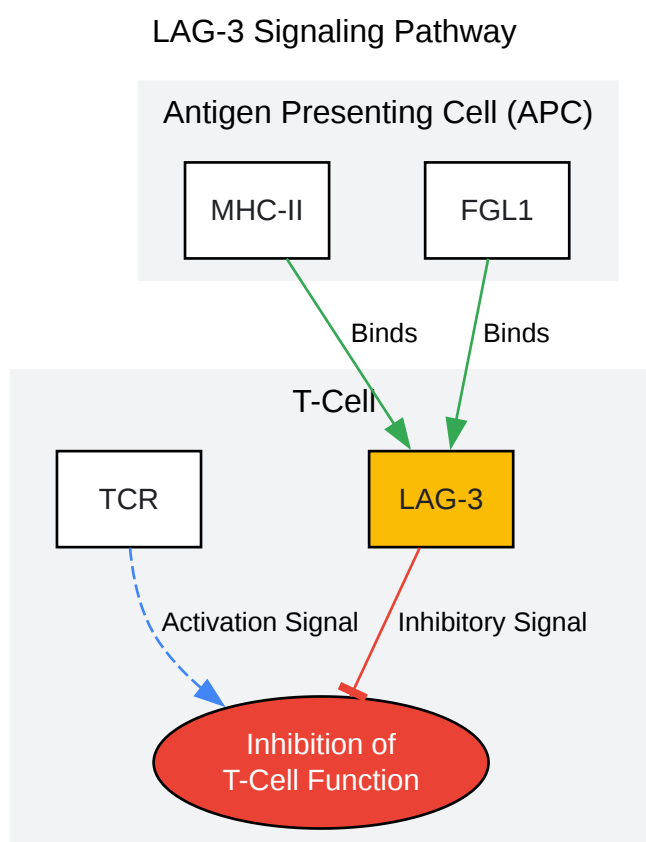 LAG-3 Signaling Pathway
Antigen Presenting Cell (APC)
MHC-II
FGL1
Binds
Binds
T-Cell
TCR
LAG-3
Activation Signal
Inhibitory Signal
Inhibition of
T-Cell Function